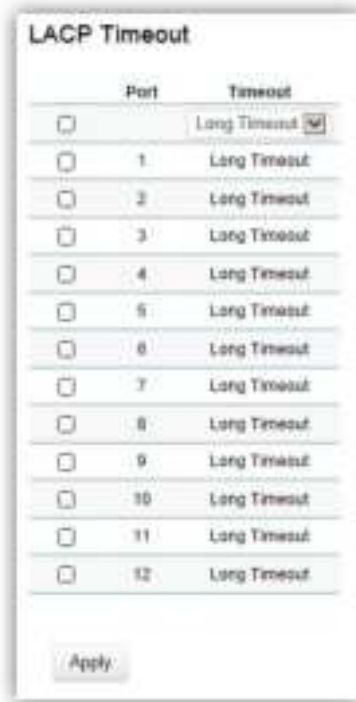 LACP Timeout
Port Timeout
Long Timeout
1 Long Timeout
2 Long Timeout
3 Long Timeout
4 Long Timeout
5 Long Timeout
6 Long Timeout
7 Long Timeout
8 Long Timeout
9 Long Timeout
10 Long Timeout
11 Long Timeout
12 Long Timeout
Apply